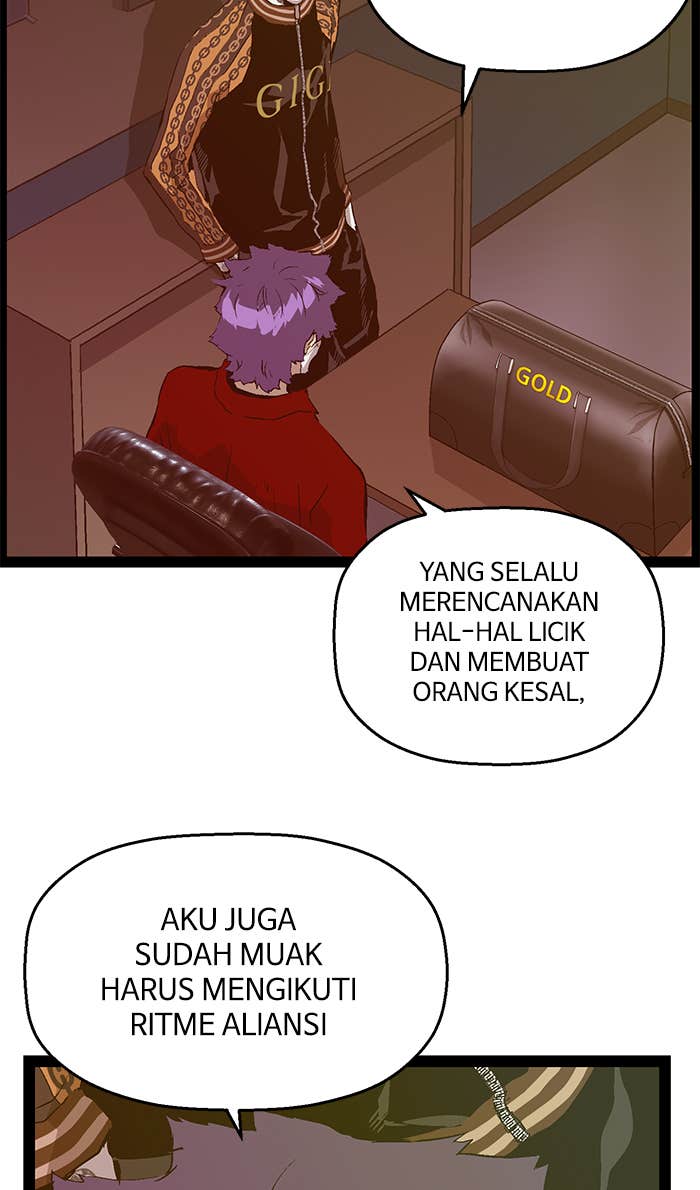 GIGI
GOLD
YANG SELALU
MERENCANAKAN
HAL-HAL LICIK
DAN MEMBUAT
ORANG KESAL,
AKU JUGA
SUDAH MUAK
HARUS MENGIKUTI
RITME ALIANSI